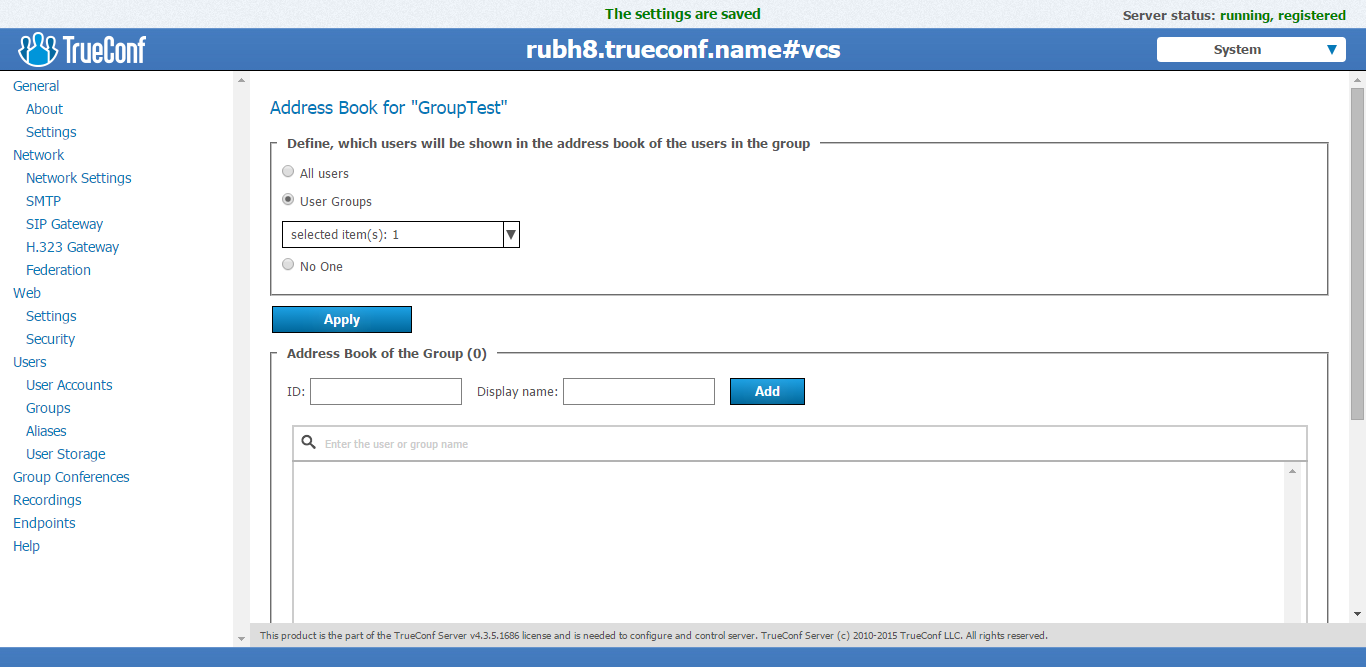 The settings are saved
Server status: running, registered
TrueConf
rubh8.trueconf.name#vcs
System
General
About
Settings
Network
Network Settings
SMTP
SIP Gateway
H.323 Gateway
Federation
Web
Settings
Security
Users
User Accounts
Groups
Aliases
User Storage
Group Conferences
Recordings
Endpoints
Help
Address Book for "GroupTest"
Define, which users will be shown in the address book of the users in the group
All users
User Groups
selected item(s): 1
No One
Apply
Address Book of the Group (0)
ID: Display name: Add
Enter the user or group name
This product is the part of the TrueConf Server v4.3.5.1686 license and is needed to configure and control server. TrueConf Server (c) 2010-2015 TrueConf LLC. All rights reserved.